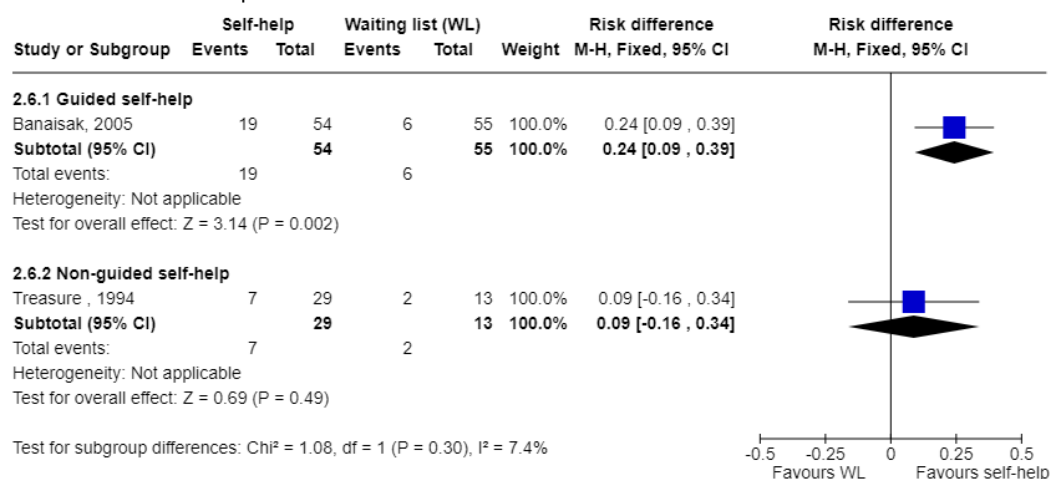 Self-help Waiting list (WL) Risk difference Risk difference
Study or Subgroup Events Total Events Total Weight M-H, Fixed, 95% CI M-H, Fixed, 95% CI
2.6.1 Guided self-help
Banaisak, 2005 19 54 6 55 100.0% 0.24 [0.09 , 0.39]
Subtotal (95% CI) 54 55 100.0% 0.24 [0.09 , 0.39]
Total events: 19 6
Heterogeneity: Not applicable
Test for overall effect: Z = 3.14 (P = 0.002)
2.6.2 Non-guided self-help
Treasure , 1994 7 29 2 13 100.0% 0.09 [-0.16 , 0.34]
Subtotal (95% CI) 29 13 100.0% 0.09 [-0.16 , 0.34]
Total events: 7 2
Heterogeneity: Not applicable
Test for overall effect: Z = 0.69 (P = 0.49)
Test for subgroup differences: Chi² = 1.08, df = 1 (P = 0.30), I² = 7.4%
-0.5 -0.25 0 0.25 0.5
Favours WL Favours self-help